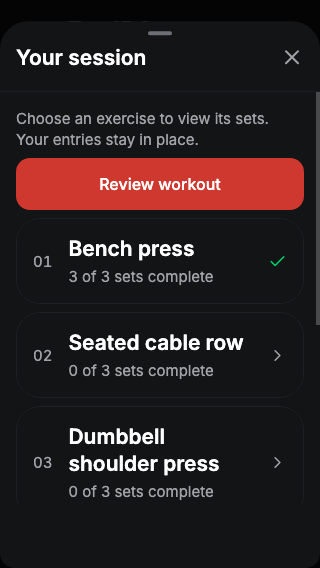 Your session
Choose an exercise to view its sets.
Your entries stay in place.
Review workout
01
Bench press
3 of 3 sets complete
02
Seated cable row
0 of 3 sets complete
03
Dumbbell
shoulder press
0 of 3 sets complete